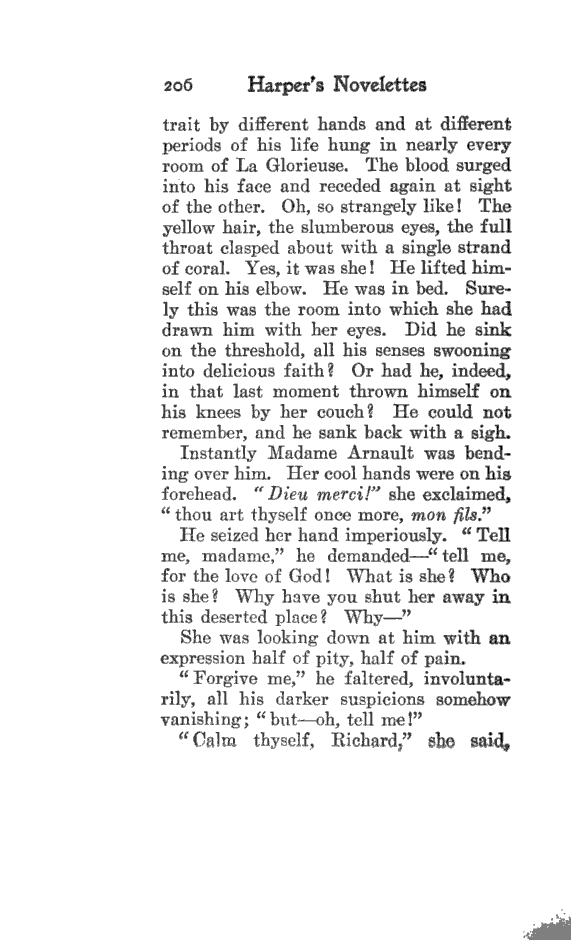 206 Harper's Novelettes
trait by different hands and at different
periods of his life hung in nearly every
room of La Glorieuse. The blood surged
into his face and receded again at sight
of the other. Oh, so strangely like! The
yellow hair, the slumberous eyes, the full
throat clasped about with a single strand
of coral. Yes, it was she! He lifted him-
self on his elbow. He was in bed. Sure-
ly this was the room into which she had
drawn him with her eyes. Did he sink
on the threshold, all his senses swooning
into delicious faith? Or had he, indeed,
in that last moment thrown himself on
his knees by her couch? He could not
remember, and he sank back with a sigh.
Instantly Madame Arnault was bend-
ing over him. Her cool hands were on his
forehead. "Dieu merci!" she exclaimed,
"thou art thyself once more, mon fils."
He seized her hand imperiously. "Tell
me, madame," he demanded—"tell me,
for the love of God! What is she? Who
is she? Why have you shut her away in
this deserted place? Why—"
She was looking down at him with an
expression half of pity, half of pain.
"Forgive me," he faltered, involunta-
rily, all his darker suspicions somehow
vanishing; "but—oh, tell me!"
"Calm thyself, Richard," she said,